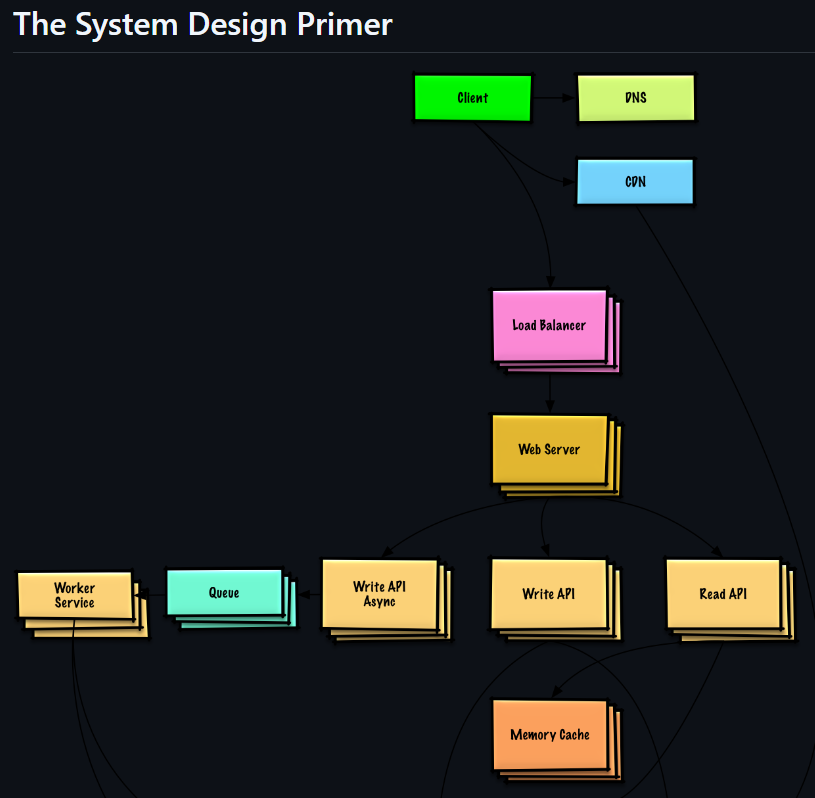 The System Design Primer
Client
DNS
CDN
Load Balancer
Web Server
Worker
Service
Queue
Write API
Async
Write API
Read API
Memory Cache